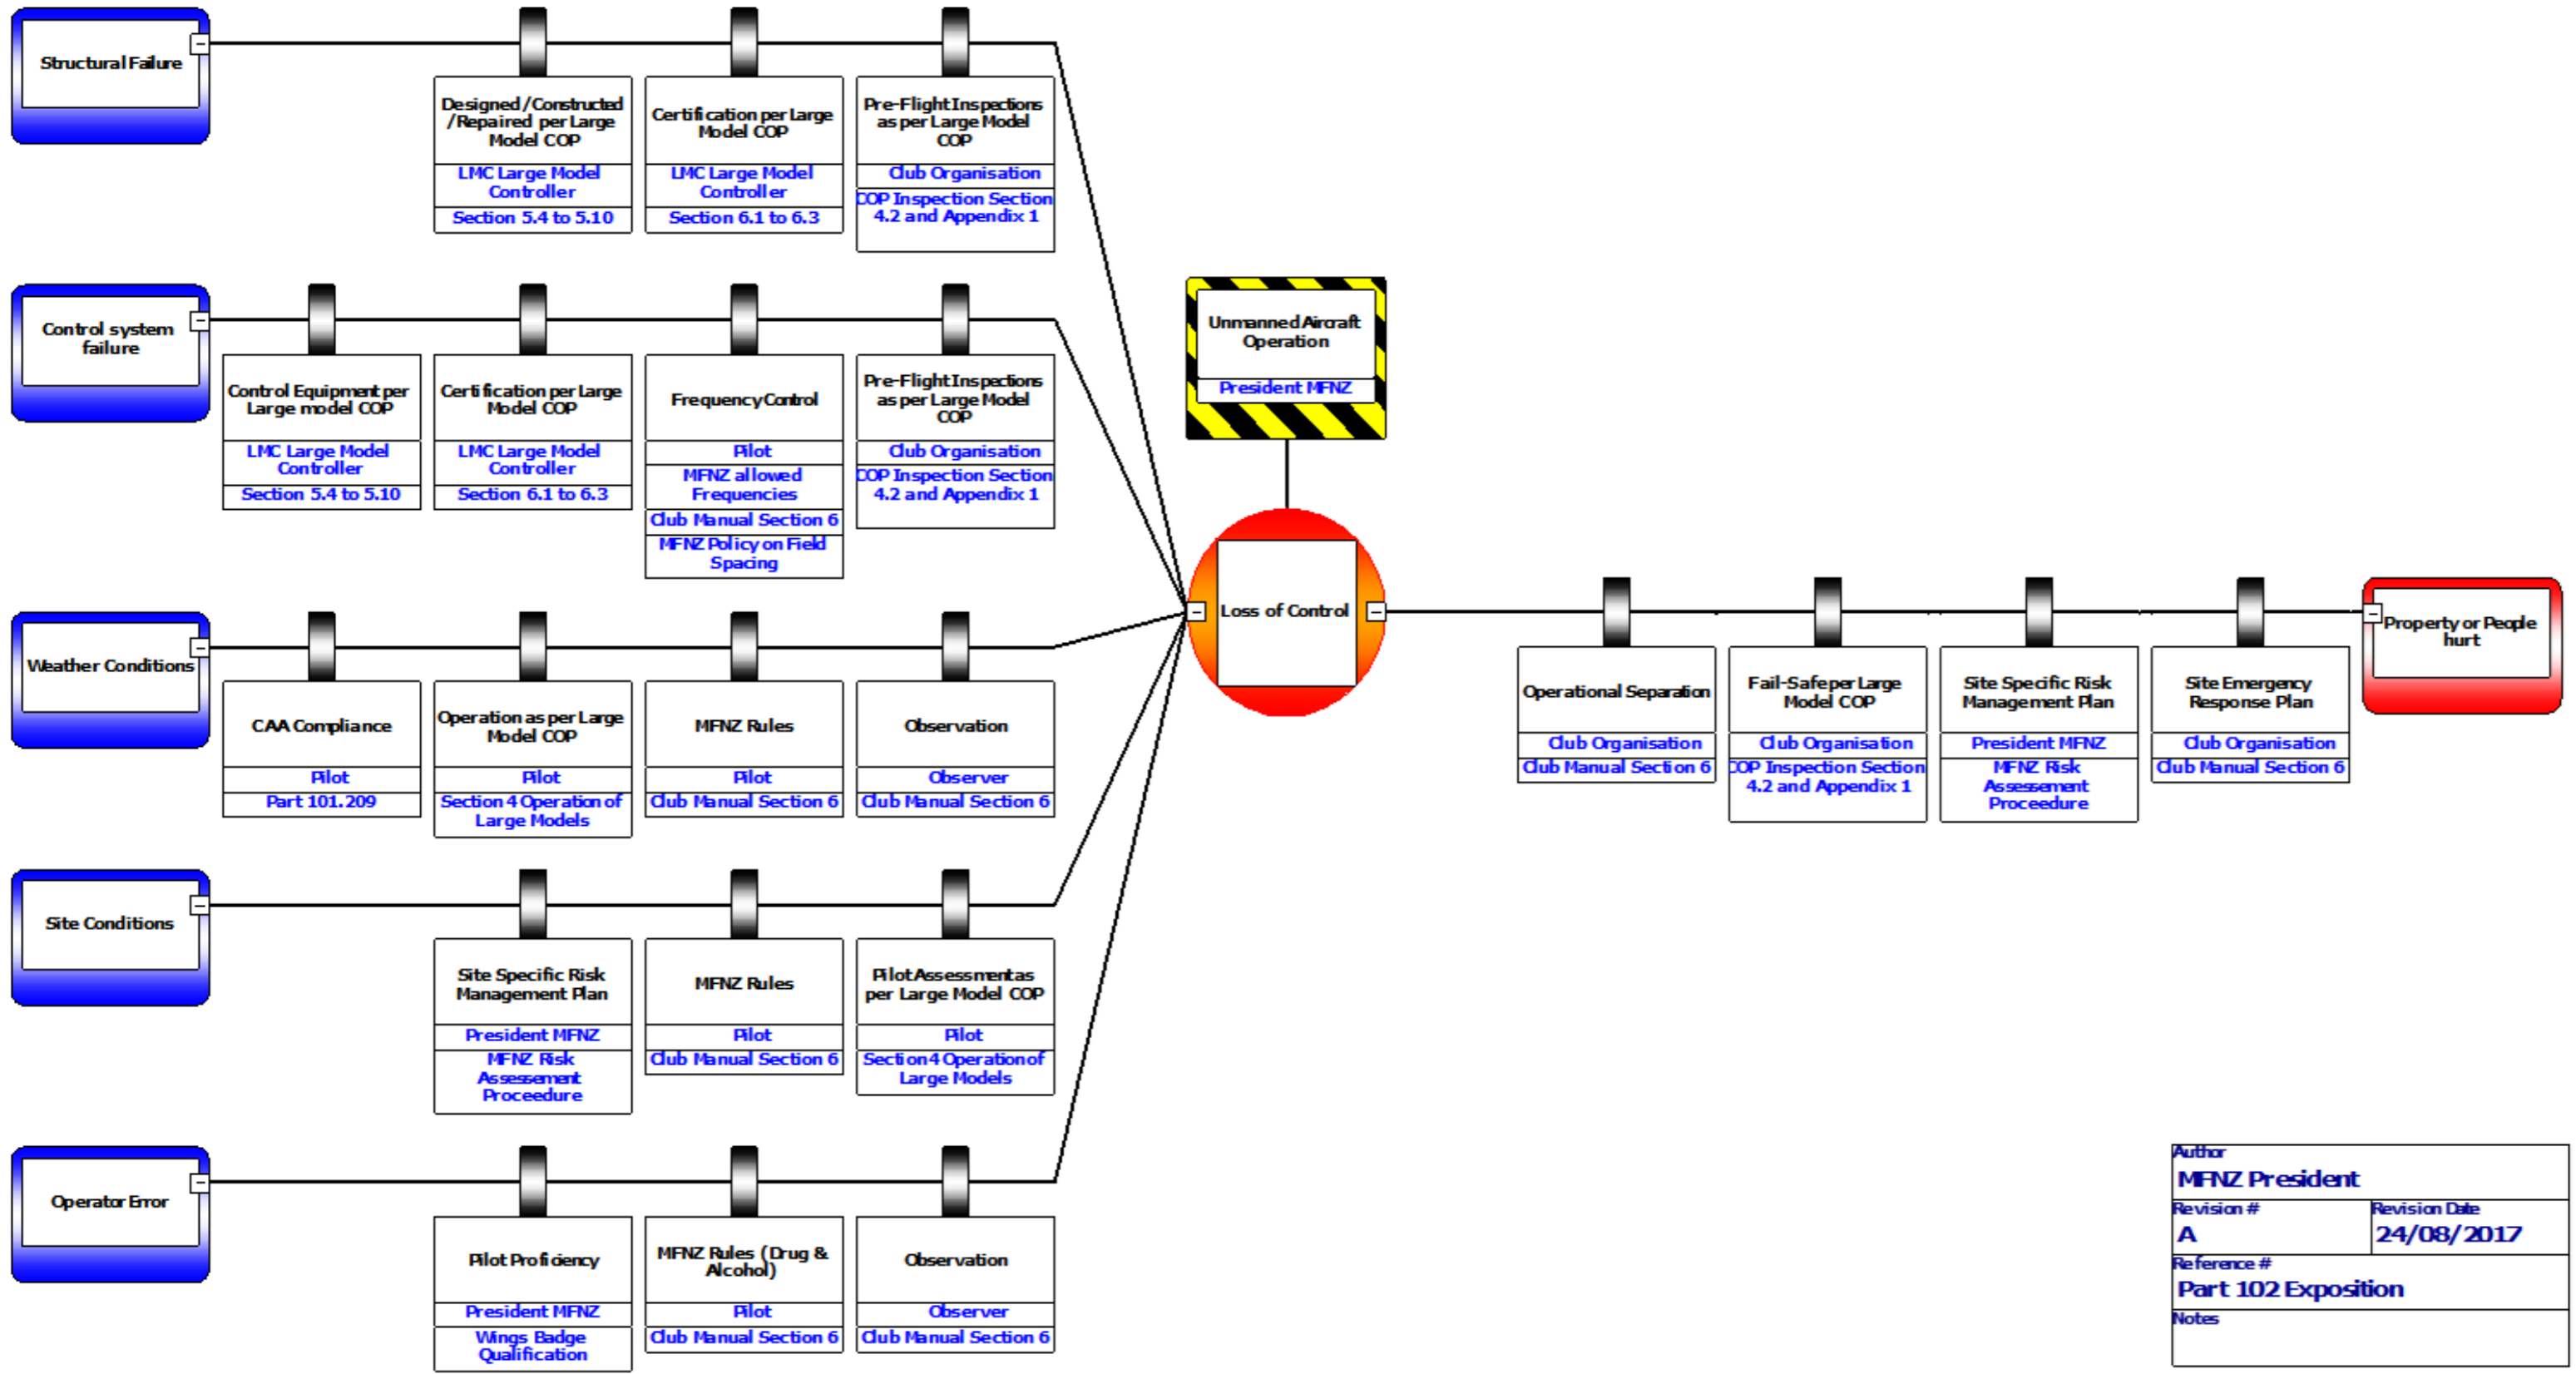 Structural Failure
Designed/Constructed
/Repaired per Large
Model COP
LMC Large Model
Controller
Section 5.4 to 5.10
Certification per Large
Model COP
LMC Large Model
Controller
Section 6.1 to 6.3
Pre-Flight Inspections
as per Large Model
COP
Club Organisation
COP Inspection Section
4.2 and Appendix 1
Control system
failure
Control Equipment per
Large model COP
LMC Large Model
Controller
Section 5.4 to 5.10
Certification per Large
Model COP
LMC Large Model
Controller
Section 6.1 to 6.3
Frequency Control
Pilot
MFNZ allowed
Frequencies
Club Manual Section 6
MFNZ Policy on Field
Spacing
Pre-Flight Inspections
as per Large Model
COP
Club Organisation
COP Inspection Section
4.2 and Appendix 1
Unmanned Aircraft
Operation
President MFNZ
Weather Conditions
CAA Compliance
Pilot
Part 101.209
Operation as per Large
Model COP
Pilot
Section 4 Operation of
Large Models
MFNZ Rules
Pilot
Club Manual Section 6
Observation
Observer
Club Manual Section 6
Loss of Control
Operational Separation
Club Organisation
Club Manual Section 6
Fail-Safe per Large
Model COP
Club Organisation
COP Inspection Section
4.2 and Appendix 1
Site Specific Risk
Management Plan
President MFNZ
MFNZ Risk
Assessement
Proceedure
Site Emergency
Response Plan
Club Organisation
Club Manual Section 6
Property or People
hurt
Site Conditions
Site Specific Risk
Management Plan
President MFNZ
MFNZ Risk
Assessement
Proceedure
MFNZ Rules
Pilot
Club Manual Section 6
Pilot Assessment as
per Large Model COP
Pilot
Section 4 Operation of
Large Models
Operator Error
Pilot Proficiency
President MFNZ
Wings Badge
Qualification
MFNZ Rules (Drug &
Alcohol)
Pilot
Club Manual Section 6
Observation
Observer
Club Manual Section 6
Author
MFNZ President
Revision #
A
Revision Date
24/08/2017
Reference #
Part 102 Exposition
Notes